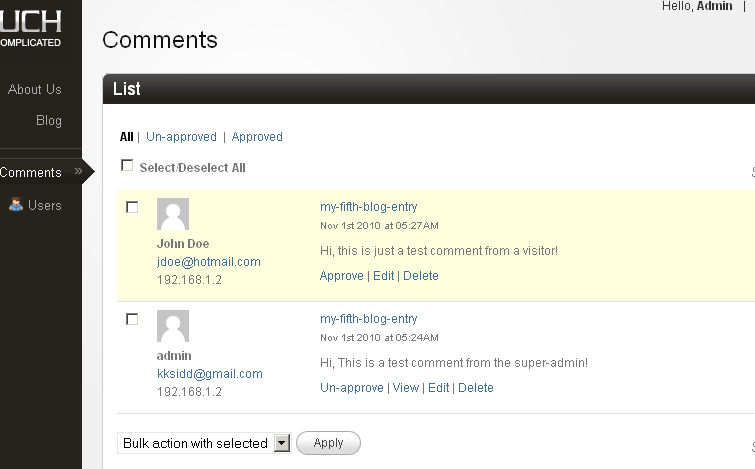 Hello, Admin |
UCH
OMPLICATED
Comments
About Us
Blog
Comments »
Users
List
All | Un-approved | Approved
Select/Deselect All
my-fifth-blog-entry
Nov 1st 2010 at 05:27AM
John Doe
jdoe@hotmail.com
192.168.1.2
Hi, this is just a test comment from a visitor!
Approve | Edit | Delete
my-fifth-blog-entry
Nov 1st 2010 at 05:24AM
admin
kksidd@gmail.com
192.168.1.2
Hi, This is a test comment from the super-admin!
Un-approve | View | Edit | Delete
Bulk action with selected Apply